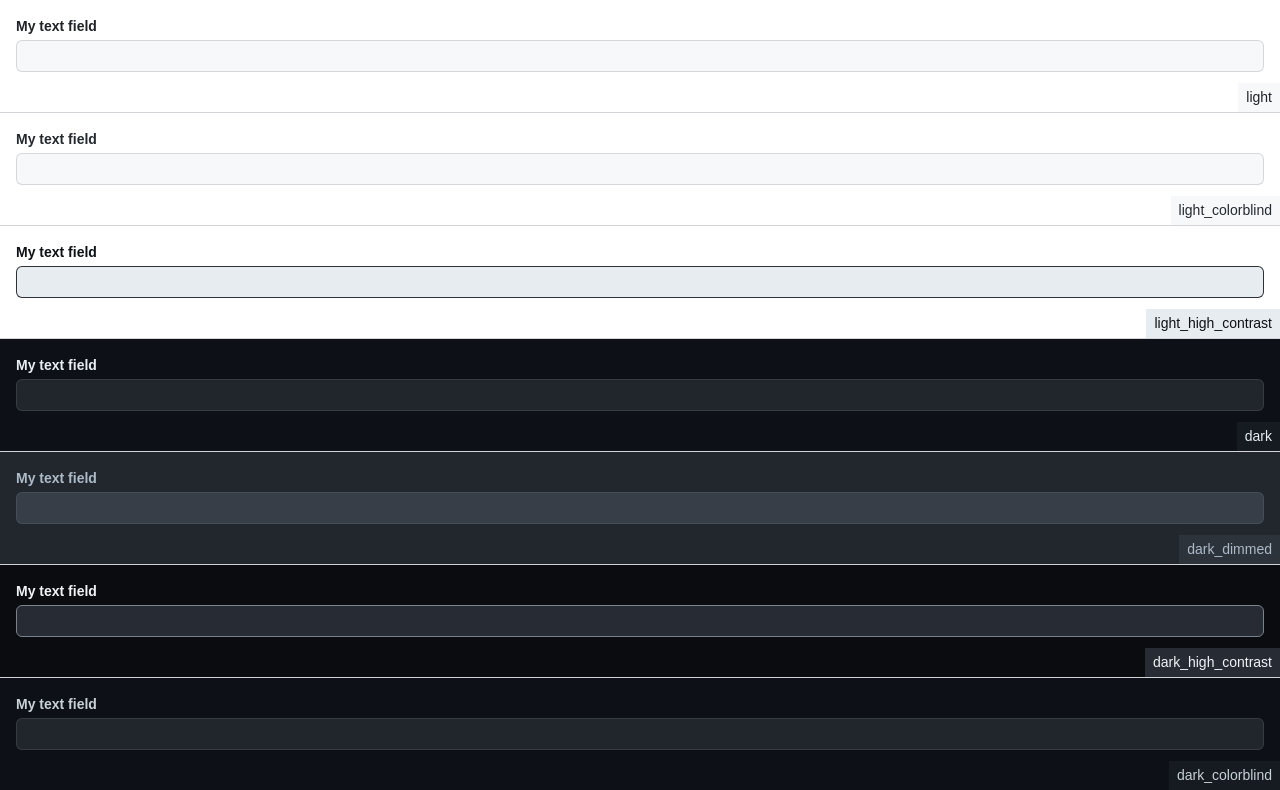 My text field
light
My text field
light_colorblind
My text field
light_high_contrast
My text field
dark
My text field
dark_dimmed
My text field
dark_high_contrast
My text field
dark_colorblind